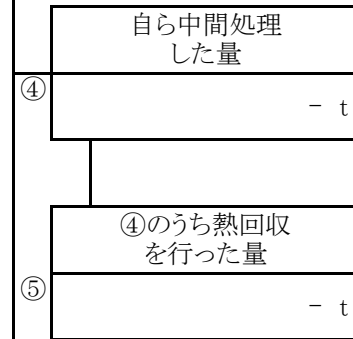 自ら中間処理
した量
④
－ t
④のうち熱回収
を行った量
⑤
－ t